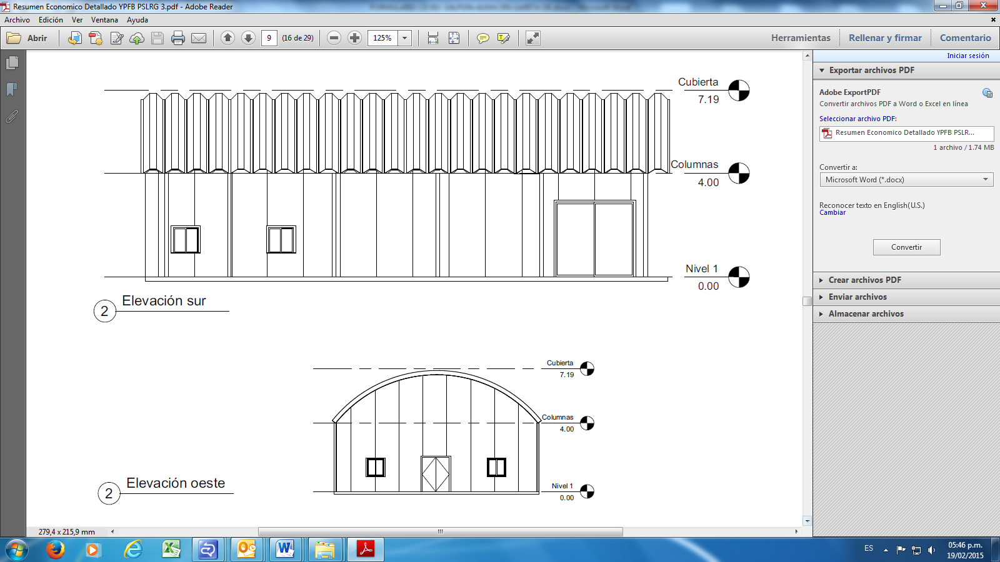 Resumen Economico Detallado YPFB PSLRG 3.pdf - Adobe Reader
Archivo Edición Ver Ventana Ayuda
Abrir 9 (16 de 29) 125% Herramientas Rellenar y firmar Comentario
Iniciar sesión
Exportar archivos PDF
Adobe ExportPDF
Convertir archivos PDF a Word o Excel en línea
Seleccionar archivo PDF:
Resumen Economico Detallado YPFB PSLR...
1 archivo / 1.74 MB
Convertir a:
Microsoft Word (*.docx)
Reconocer texto en English(U.S.)
Cambiar
Convertir
Crear archivos PDF
Enviar archivos
Almacenar archivos
Cubierta
7.19
Columnas
4.00
Nivel 1
0.00
2 Elevación sur
Cubierta
7.19
Columnas
4.00
Nivel 1
0.00
2 Elevación oeste
279,4 x 215,9 mm
ES
05:46 p.m.
19/02/2015